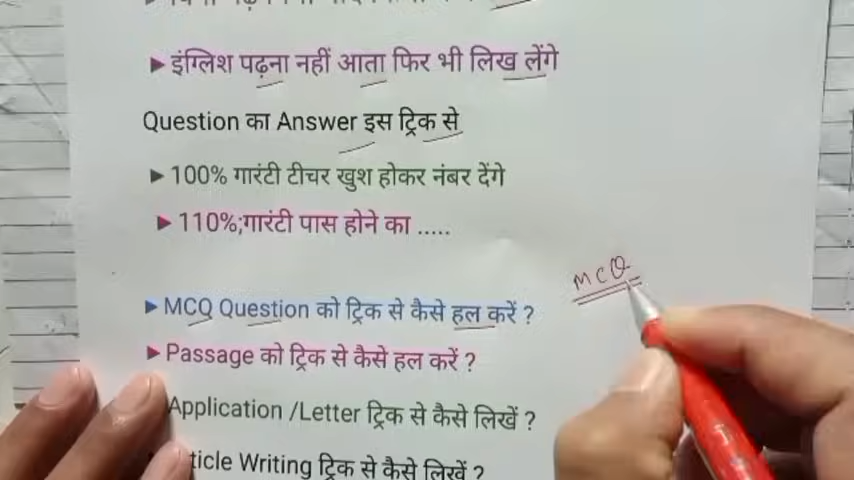 ► इंग्लिश पढ़ना नहीं आता फिर भी लिख लेंगे
Question का Answer इस ट्रिक से
► 100% गारंटी टीचर खुश होकर नंबर देंगे
► 110%;गारंटी पास होने का .....
MCQ
► MCQ Question को ट्रिक से कैसे हल करें ?
► Passage को ट्रिक से कैसे हल करें ?
Application /Letter ट्रिक से कैसे लिखें ?
ticle Writing ट्रिक से कैसे लिखें ?